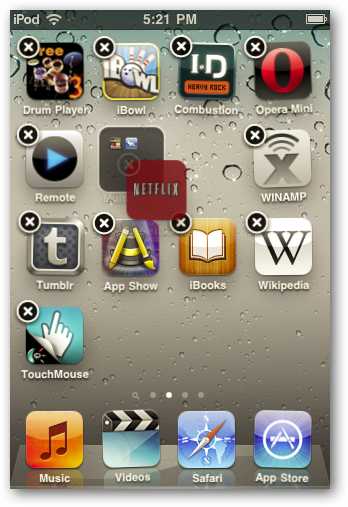 iPod 5:21 PM
free I·D HEAVY ROCK
iBowl
Drum Player iBowl Combustion Opera Mini
NETFLIX
Remote WINAMP
t W
Tumblr App Show iBooks Wikipedia
TouchMouse
Music Videos Safari App Store